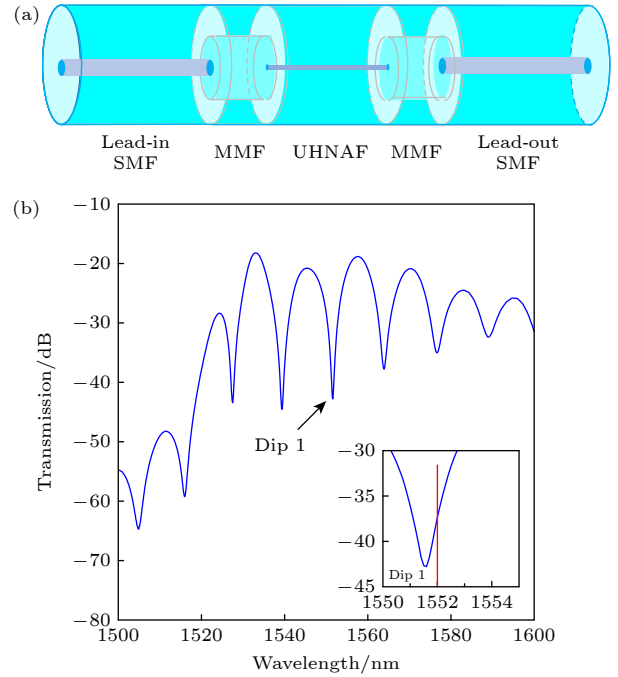 (a)
Lead-in
SMF
MMF
UHNAF
MMF
Lead-out
SMF
(b)
−10
−20
−30
−40
−50
−60
−70
−80
Transmission/dB
Dip 1
−30
−35
−40
−45
Dip 1
1550
1552
1554
1500
1520
1540
1560
1580
1600
Wavelength/nm